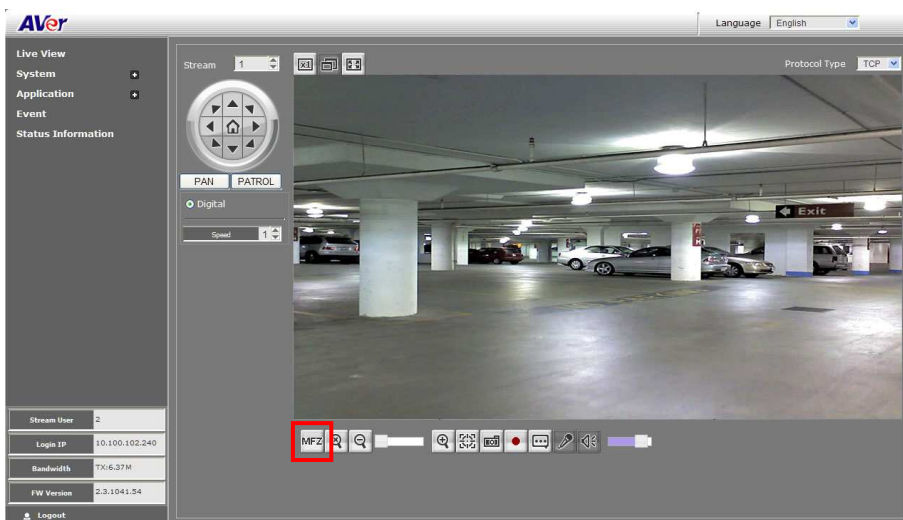 AVer
Language English
Live View
System
Application
Event
Status Information
Stream 1
x1
Protocol Type TCP
PAN PATROL
Digital
Speed 1
Exit
MFZ
Stream User 2
Login IP 10.100.102.240
Bandwidth TX:6.37M
FW Version 2.3.1041.54
Logout